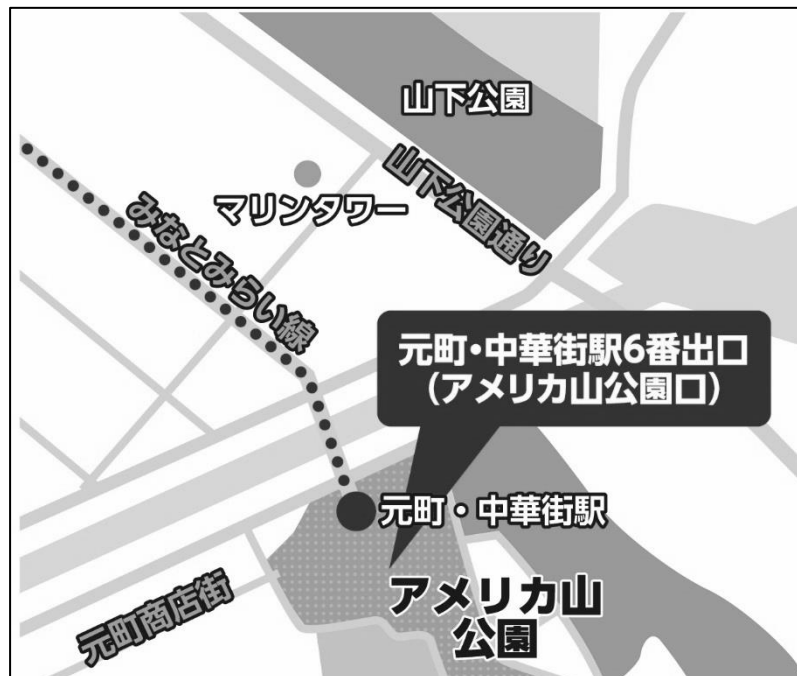 山下公園
山下公園通り
マリンタワー
みなとみらい線
元町・中華街駅6番出口
(アメリカ山公園口)
元町・中華街駅
アメリカ山
公園
元町商店街